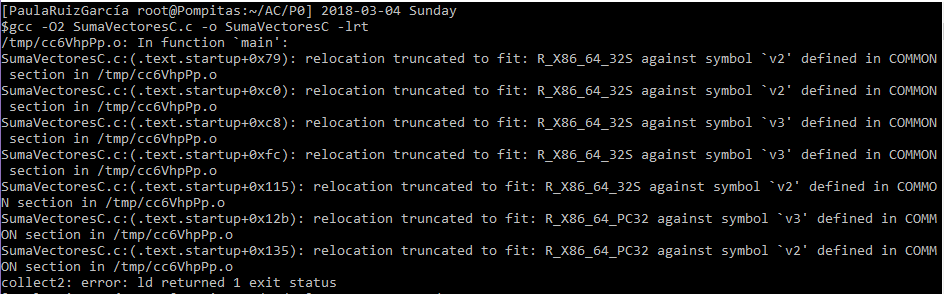 [PaulaRuizGarcía root@Pompitas:~/AC/P0] 2018-03-04 Sunday
$gcc -O2 SumaVectoresC.c -o SumaVectoresC -lrt
/tmp/cc6VhpPp.o: In function `main':
SumaVectoresC.c:(.text.startup+0x79): relocation truncated to fit: R_X86_64_32S against symbol `v2' defined in COMMON
 section in /tmp/cc6VhpPp.o
SumaVectoresC.c:(.text.startup+0xc0): relocation truncated to fit: R_X86_64_32S against symbol `v2' defined in COMMON
 section in /tmp/cc6VhpPp.o
SumaVectoresC.c:(.text.startup+0xc8): relocation truncated to fit: R_X86_64_32S against symbol `v3' defined in COMMON
 section in /tmp/cc6VhpPp.o
SumaVectoresC.c:(.text.startup+0xfc): relocation truncated to fit: R_X86_64_32S against symbol `v3' defined in COMMON
 section in /tmp/cc6VhpPp.o
SumaVectoresC.c:(.text.startup+0x115): relocation truncated to fit: R_X86_64_32S against symbol `v2' defined in COMMO
N section in /tmp/cc6VhpPp.o
SumaVectoresC.c:(.text.startup+0x12b): relocation truncated to fit: R_X86_64_PC32 against symbol `v3' defined in COMM
ON section in /tmp/cc6VhpPp.o
SumaVectoresC.c:(.text.startup+0x135): relocation truncated to fit: R_X86_64_PC32 against symbol `v2' defined in COMM
ON section in /tmp/cc6VhpPp.o
collect2: error: ld returned 1 exit status